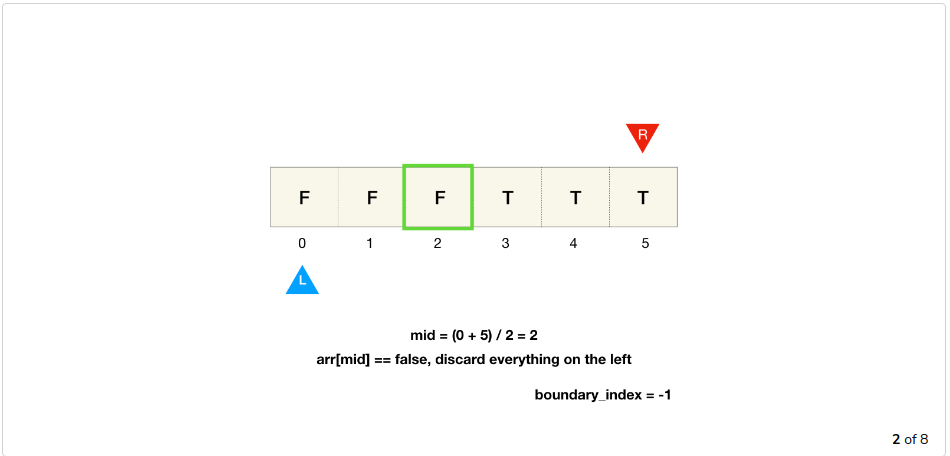 R
F F F T T T
0 1 2 3 4 5
L
mid = (0 + 5) / 2 = 2
arr[mid] == false, discard everything on the left
boundary_index = -1
2 of 8